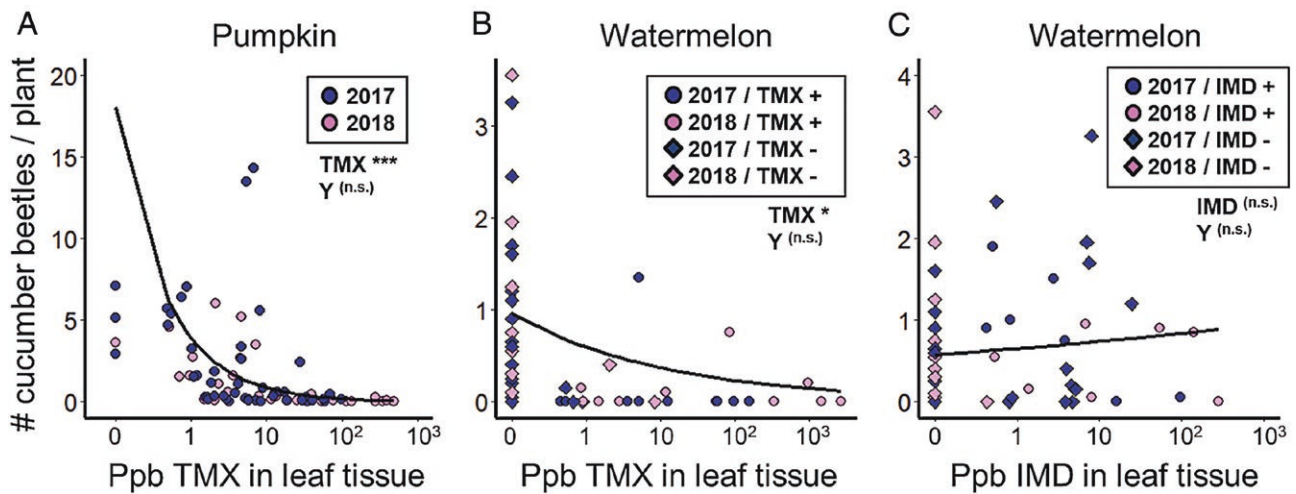 A
Pumpkin
# cucumber beetles / plant
20
15
10
5
0
2017
2018
TMX ***
Y (n.s.)
0 1 10 10² 10³
Ppb TMX in leaf tissue
B
Watermelon
3
2
1
0
2017 / TMX +
2018 / TMX +
2017 / TMX -
2018 / TMX -
TMX *
Y (n.s.)
0 1 10 10² 10³
Ppb TMX in leaf tissue
C
Watermelon
4
3
2
1
0
2017 / IMD +
2018 / IMD +
2017 / IMD -
2018 / IMD -
IMD (n.s.)
Y (n.s.)
0 1 10 10² 10³
Ppb IMD in leaf tissue